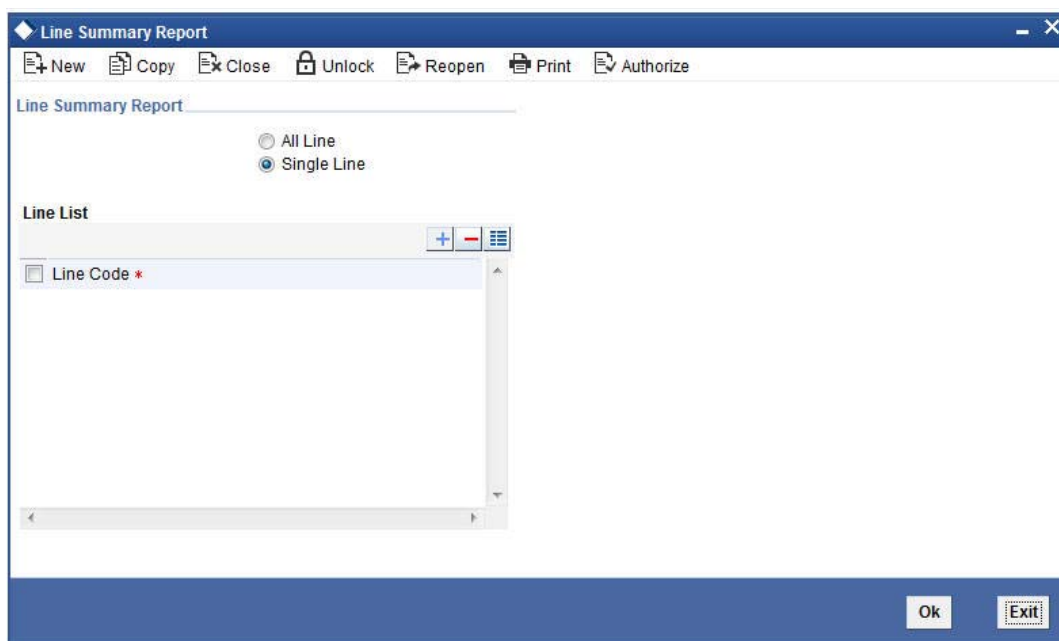 Line Summary Report
New Copy Close Unlock Reopen Print Authorize
Line Summary Report
All Line
Single Line
Line List
Line Code *
Ok Exit